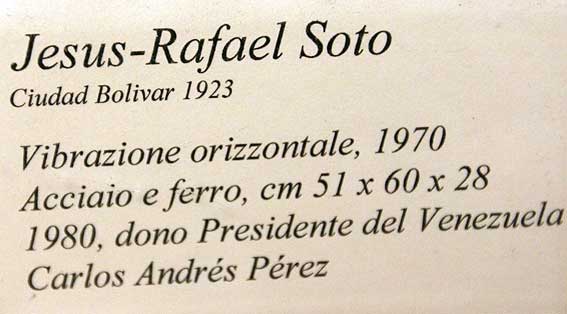 Jesus-Rafael Soto
Ciudad Bolivar 1923
Vibrazione orizzontale, 1970
Acciaio e ferro, cm 51 x 60 x 28
1980, dono Presidente del Venezuela
Carlos Andrés Pérez